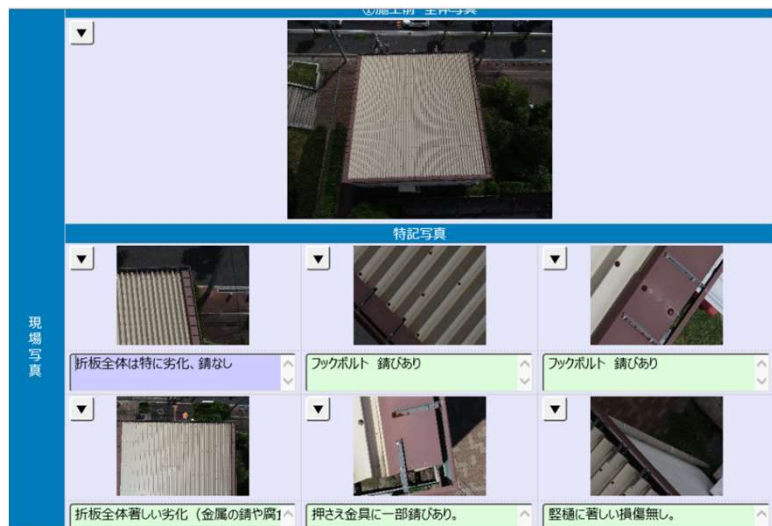 ①施工前 全体写真
特記写真
現場写真
折板全体は特に劣化、錆なし
フックボルト 錆びあり
フックボルト 錆びあり
折板全体著しい劣化（金属の錆や腐
押さえ金具に一部錆びあり。
竪樋に著しい損傷無し。